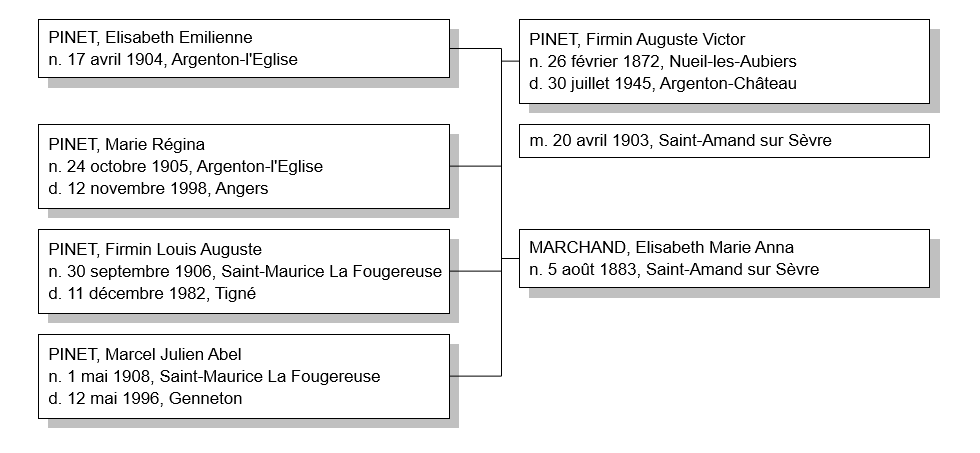 PINET, Elisabeth Emilienne
n. 17 avril 1904, Argenton-l'Eglise
PINET, Marie Régina
n. 24 octobre 1905, Argenton-l'Eglise
d. 12 novembre 1998, Angers
PINET, Firmin Louis Auguste
n. 30 septembre 1906, Saint-Maurice La Fougereuse
d. 11 décembre 1982, Tigné
PINET, Marcel Julien Abel
n. 1 mai 1908, Saint-Maurice La Fougereuse
d. 12 mai 1996, Genneton
PINET, Firmin Auguste Victor
n. 26 février 1872, Nueil-les-Aubiers
d. 30 juillet 1945, Argenton-Château
m. 20 avril 1903, Saint-Amand sur Sèvre
MARCHAND, Elisabeth Marie Anna
n. 5 août 1883, Saint-Amand sur Sèvre